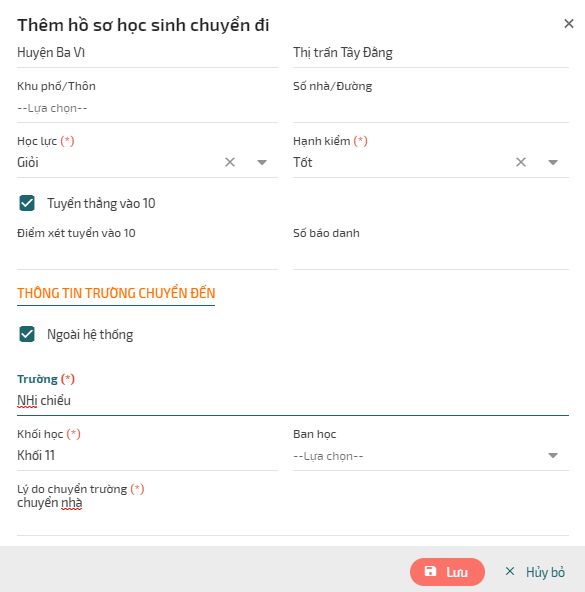 Thêm hồ sơ học sinh chuyển đi
Huyện Ba Vì
Thị trấn Tây Đằng
Khu phố/Thôn
Số nhà/Đường
--Lựa chọn--
Học lực (*)
Hạnh kiểm (*)
Giỏi
Tốt
Tuyển thẳng vào 10
Điểm xét tuyển vào 10
Số báo danh
THÔNG TIN TRƯỜNG CHUYỂN ĐẾN
Ngoài hệ thống
Trường (*)
NHị chiểu
Khối học (*)
Ban học
Khối 11
--Lựa chọn--
Lý do chuyển trường (*)
chuyển nhà
Lưu
Hủy bỏ